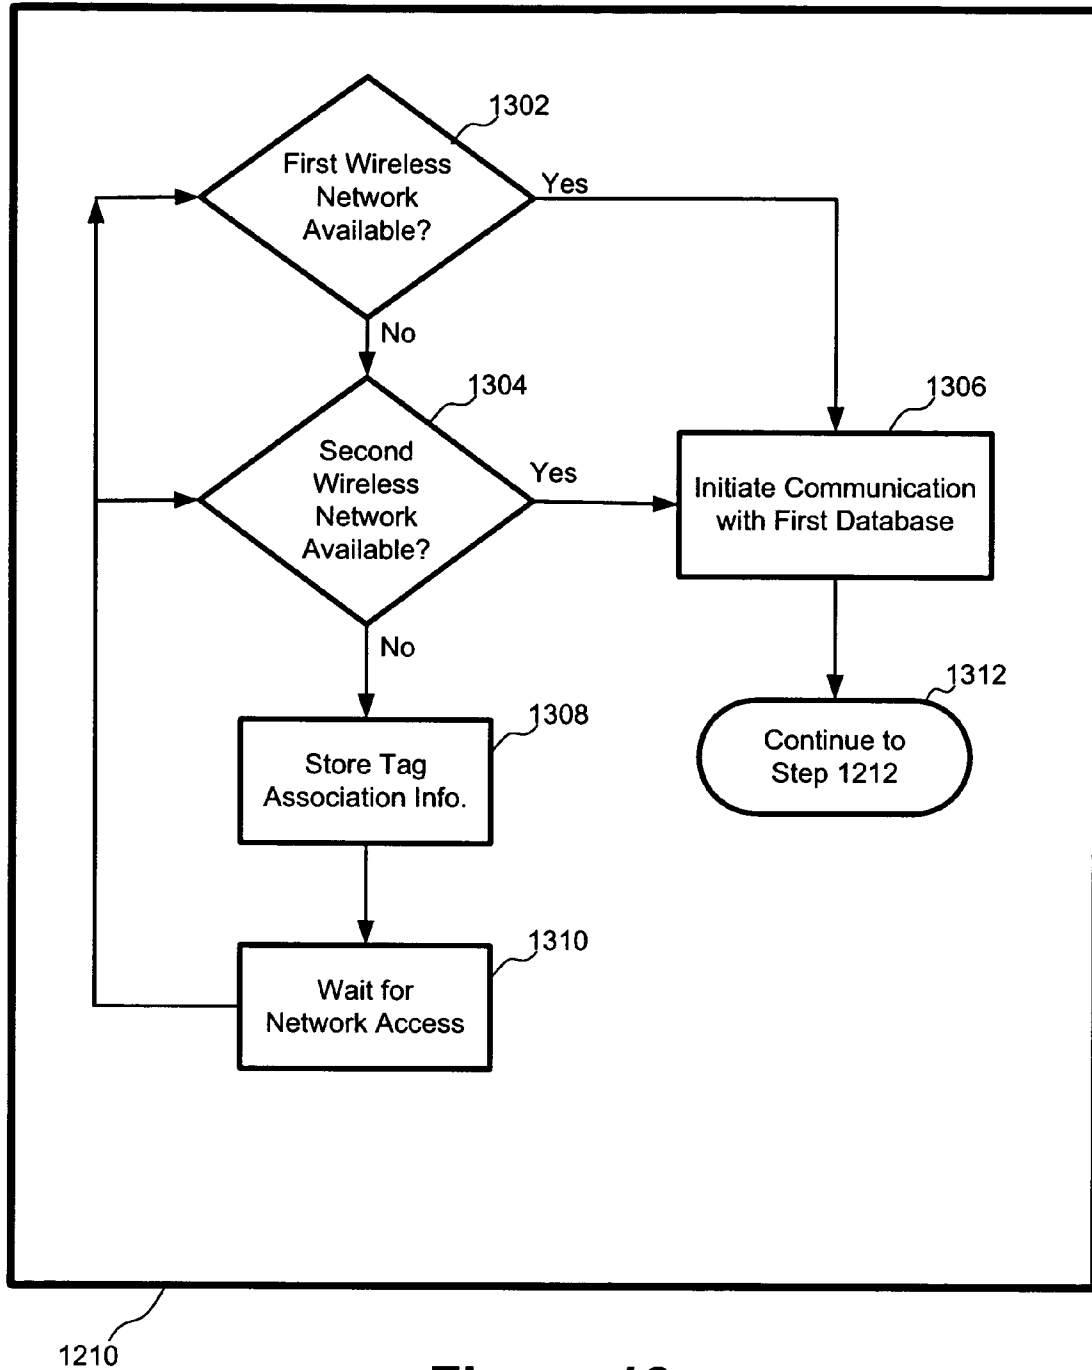 1302
First Wireless
Network
Available?
Yes
No
1304
Second
Wireless
Network
Available?
Yes
1306
Initiate Communication
with First Database
No
1308
Store Tag
Association Info.
1312
Continue to
Step 1212
1310
Wait for
Network Access
1210